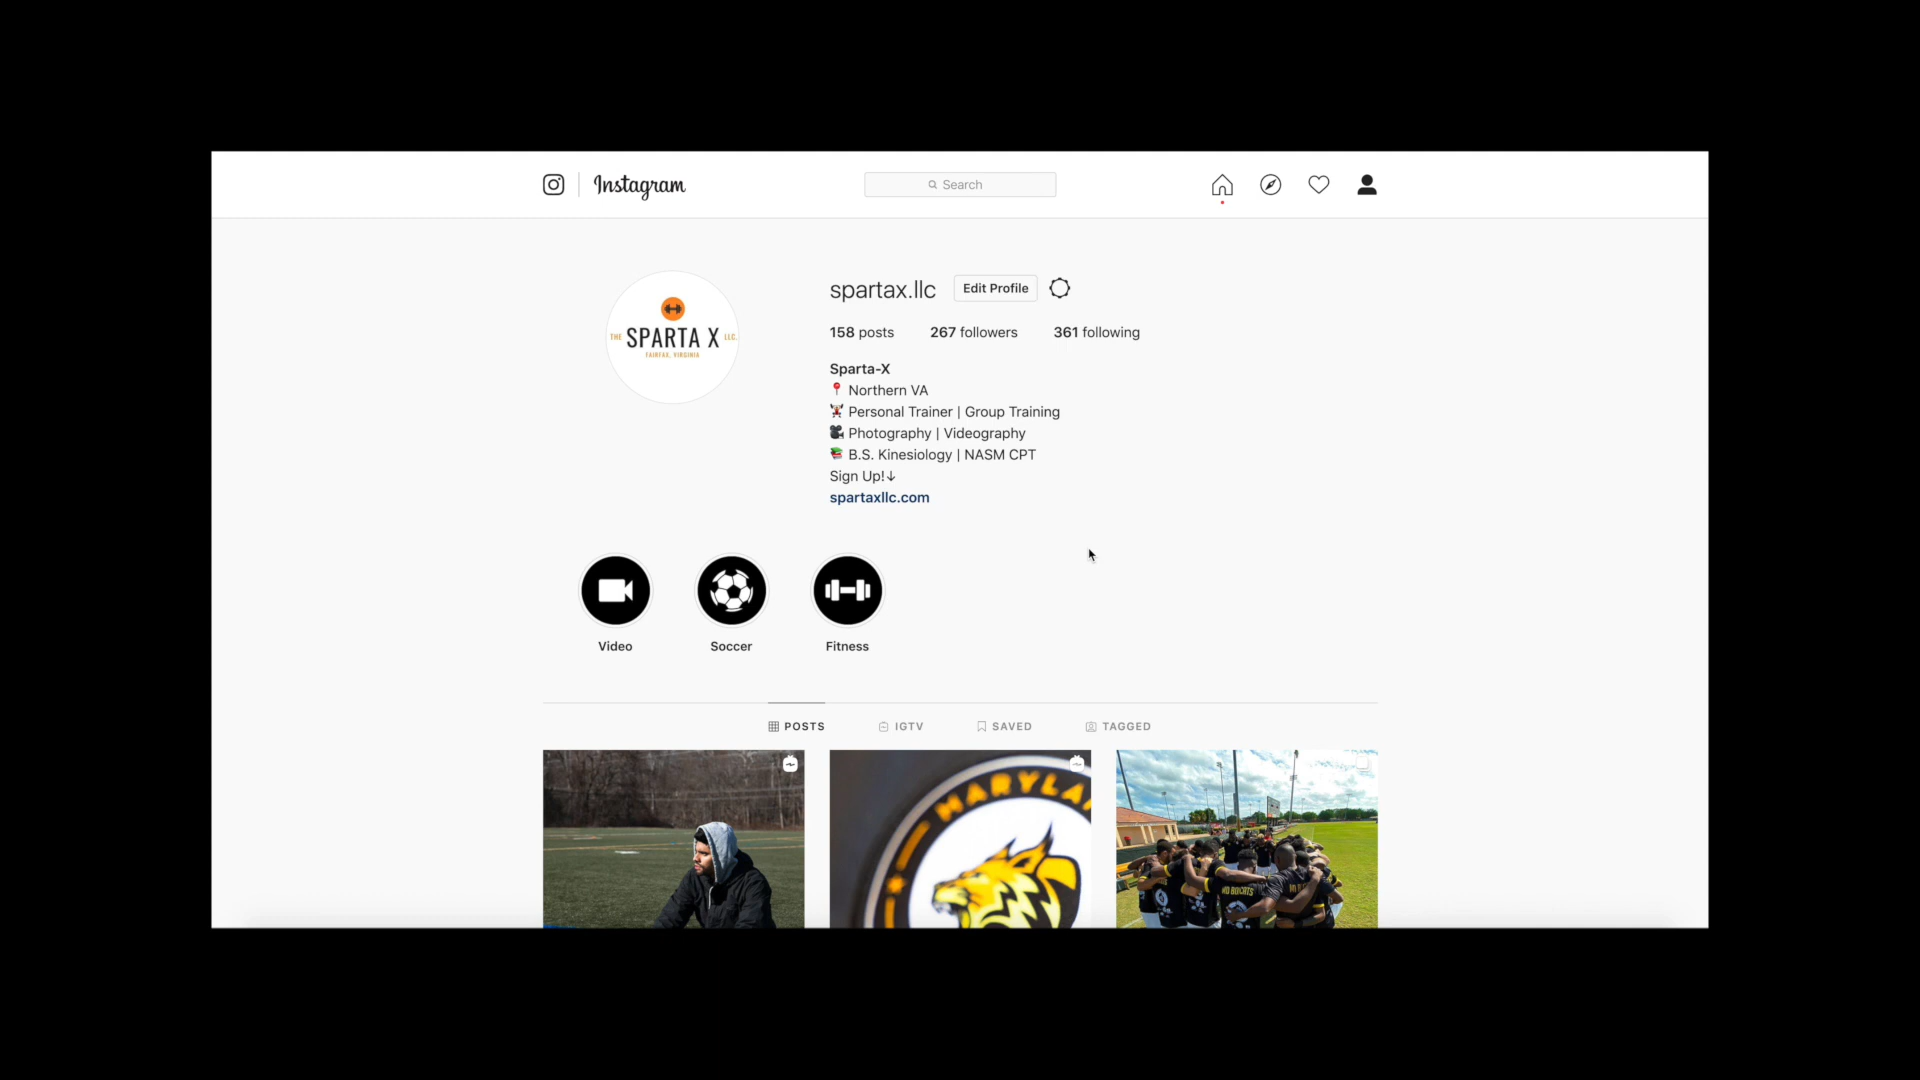 Instagram
Search
spartax.llc Edit Profile
158 posts 267 followers 361 following
Sparta-X
Northern VA
Personal Trainer | Group Training
Photography | Videography
B.S. Kinesiology | NASM CPT
Sign Up!↓
spartaxllc.com
THE SPARTA X LLC.
FAIRFAX, VIRGINIA
Video Soccer Fitness
POSTS IGTV SAVED TAGGED
MD BOBCATS